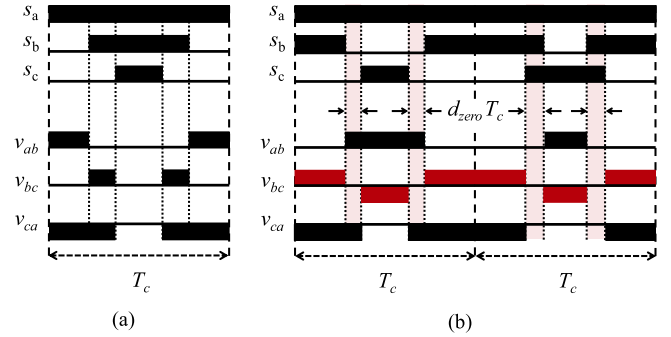 s_a s_a
s_b s_b
s_c s_c
d_zero T_c
v_ab v_ab
v_bc v_bc
v_ca v_ca
T_c T_c T_c
(a) (b)